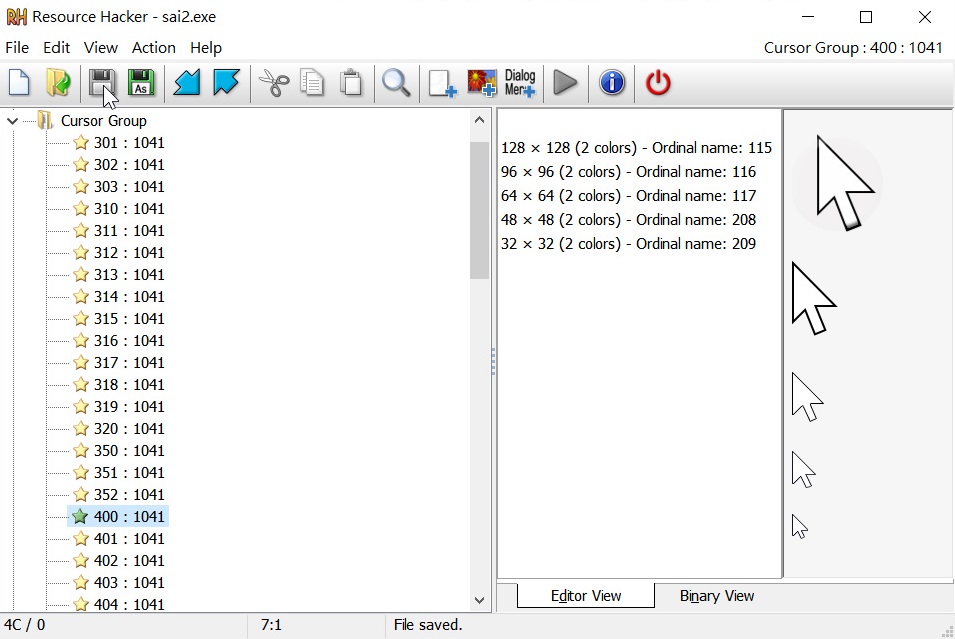 RH Resource Hacker - sai2.exe
File Edit View Action Help Cursor Group : 400 : 1041
As Dialog
Men
Cursor Group
301 : 1041
302 : 1041
303 : 1041
310 : 1041
311 : 1041
312 : 1041
313 : 1041
314 : 1041
315 : 1041
316 : 1041
317 : 1041
318 : 1041
319 : 1041
320 : 1041
350 : 1041
351 : 1041
352 : 1041
400 : 1041
401 : 1041
402 : 1041
403 : 1041
404 : 1041
128 × 128 (2 colors) - Ordinal name: 115
96 × 96 (2 colors) - Ordinal name: 116
64 × 64 (2 colors) - Ordinal name: 117
48 × 48 (2 colors) - Ordinal name: 208
32 × 32 (2 colors) - Ordinal name: 209
Editor View Binary View
4C / 0 7:1 File saved.